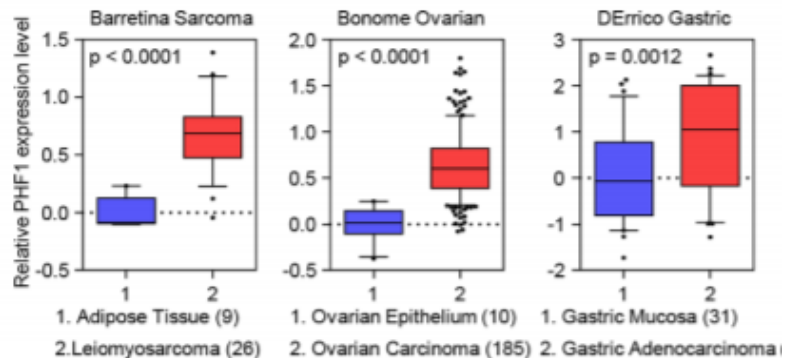 Barretina Sarcoma Bonome Ovarian DErrico Gastric
Relative PHF1 expression level
1.5 2.0 3
p < 0.0001 p < 0.0001 p = 0.0012
1.5 2
1.0
1.0 1
0.5
0.5 0
0.0
0.0 -1
-0.5 -0.5 -2
1 2 1 2 1 2
1. Adipose Tissue (9) 1. Ovarian Epithelium (10) 1. Gastric Mucosa (31)
2.Leiomyosarcoma (26) 2. Ovarian Carcinoma (185) 2. Gastric Adenocarcinoma